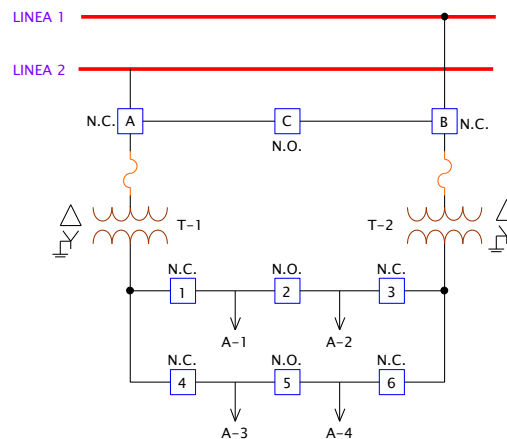 LINEA 1
LINEA 2
N.C. A C B N.C.
N.O.
T-1 T-2
N.C. N.O. N.C.
1 2 3
A-1 A-2
N.C. N.O. N.C.
4 5 6
A-3 A-4